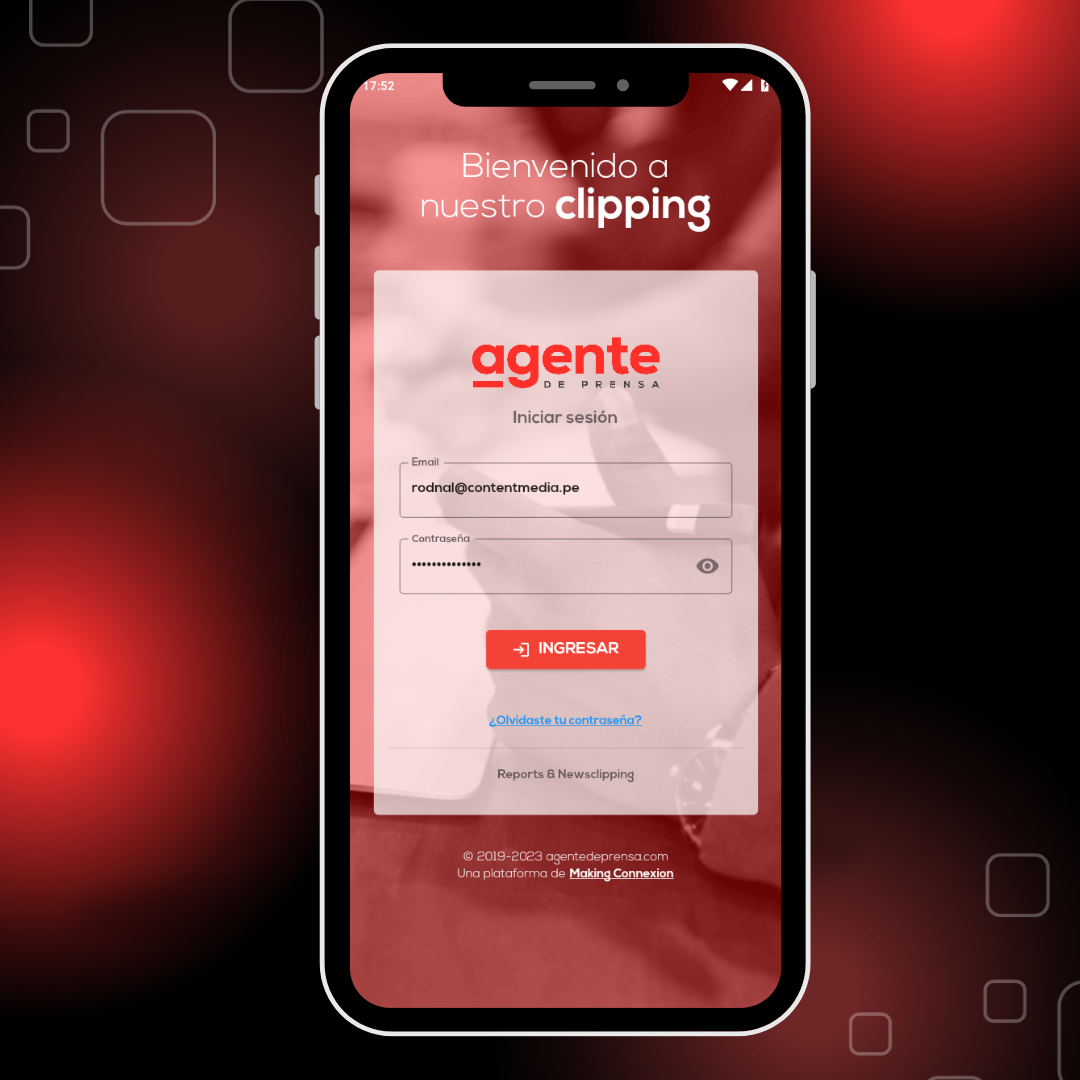 17:52
Bienvenido a
nuestro clipping
agente
DE PRENSA
Iniciar sesión
Email
rodnal@contentmedia.pe
Contraseña
••••••••••••••
INGRESAR
¿Olvidaste tu contraseña?
Reports & Newsclipping
© 2019-2023 agentedeprensa.com
Una plataforma de Making Connexion